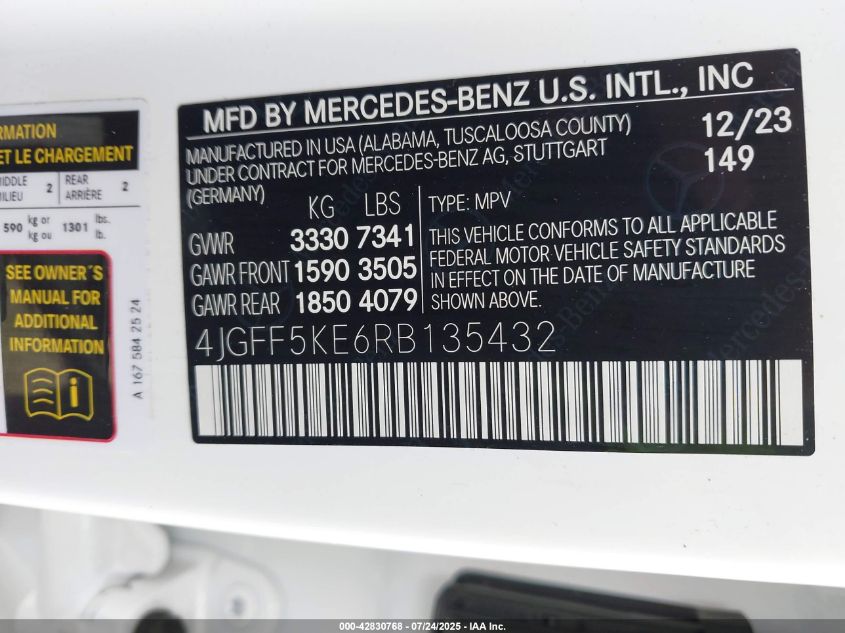 RMATION
ET LE CHARGEMENT
MIDDLE 2 REAR 2
MILIEU ARRIÈRE
590 kg or 1301 lbs.
kg ou lb.
SEE OWNER´S
MANUAL FOR
ADDITIONAL
INFORMATION
i
A 167 584 25 24
MFD BY MERCEDES-BENZ U.S. INTL., INC
MANUFACTURED IN USA (ALABAMA, TUSCALOOSA COUNTY) 12/23
UNDER CONTRACT FOR MERCEDES-BENZ AG, STUTTGART 149
(GERMANY)
KG LBS
GVWR 3330 7341
GAWR FRONT 1590 3505
GAWR REAR 1850 4079
TYPE: MPV
THIS VEHICLE CONFORMS TO ALL APPLICABLE
FEDERAL MOTOR VEHICLE SAFETY STANDARDS
IN EFFECT ON THE DATE OF MANUFACTURE
SHOWN ABOVE.
4JGFF5KE6RB135432
000-42830768 - 07/24/2025 - IAA Inc.